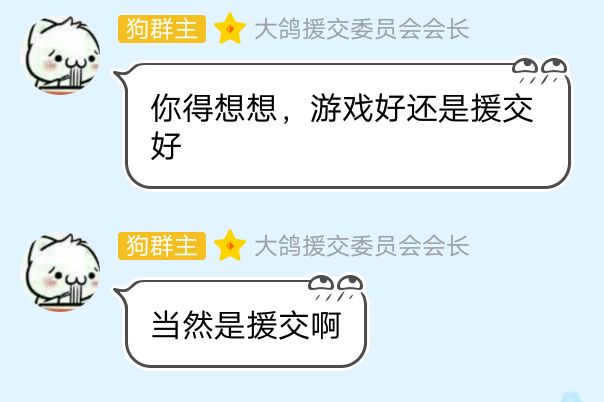 狗群主 大鸽援交委员会会长
你得想想，游戏好还是援交
好
狗群主 大鸽援交委员会会长
当然是援交啊